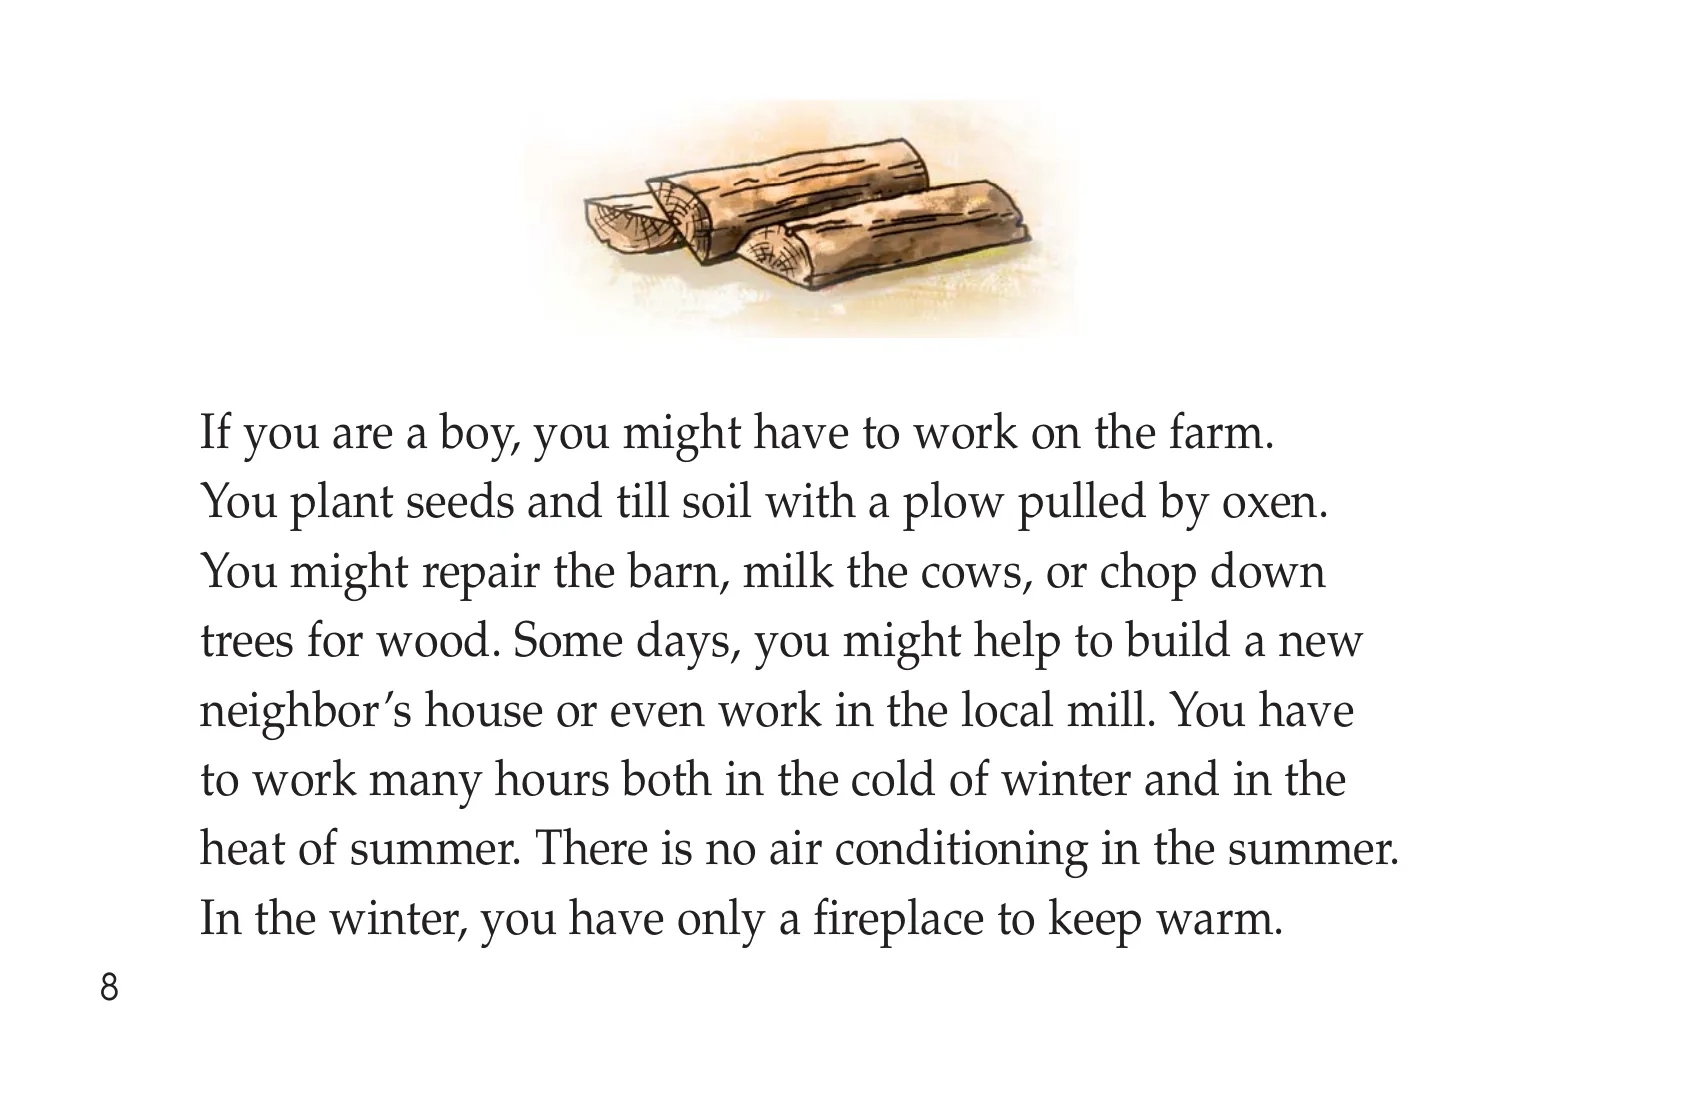 If you are a boy, you might have to work on the farm.
You plant seeds and till soil with a plow pulled by oxen.
You might repair the barn, milk the cows, or chop down
trees for wood. Some days, you might help to build a new
neighbor’s house or even work in the local mill. You have
to work many hours both in the cold of winter and in the
heat of summer. There is no air conditioning in the summer.
In the winter, you have only a fireplace to keep warm.
8